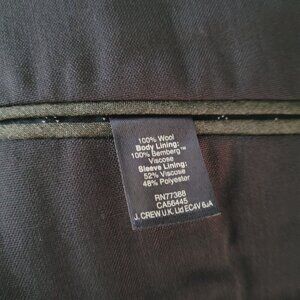 100% Wool
Body Lining:
100% Bemberg™
Viscose
Sleeve Lining:
52% Viscose
48% Polyester
RN77388
CA56445
J. CREW U.K. Ltd EC4V 6JA